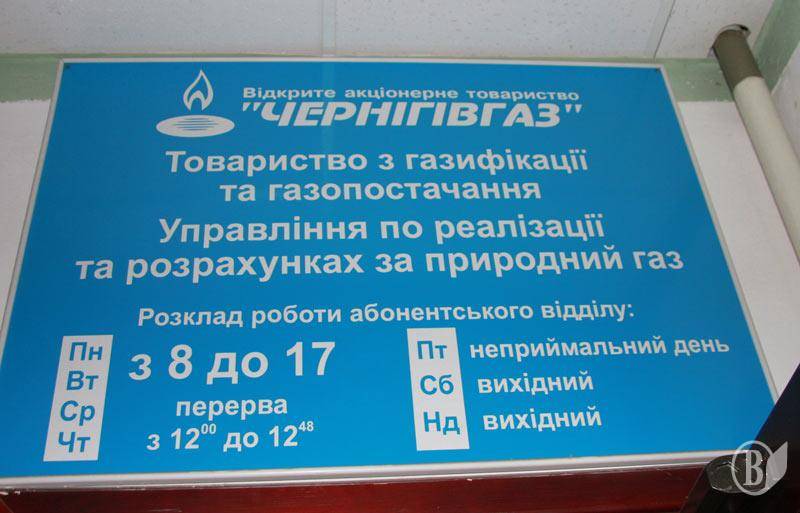 Відкрите акціонерне товариство
"ЧЕРНІГІВГАЗ"
Товариство з газифікації
та газопостачання
Управління по реалізації
та розрахунках за природний газ
Розклад роботи абонентського відділу:
Пн
Вт
Ср
Чт
з 8 до 17
перерва
з 12⁰⁰ до 12⁴⁸
Пт неприймальний день
Сб вихідний
Нд вихідний
В